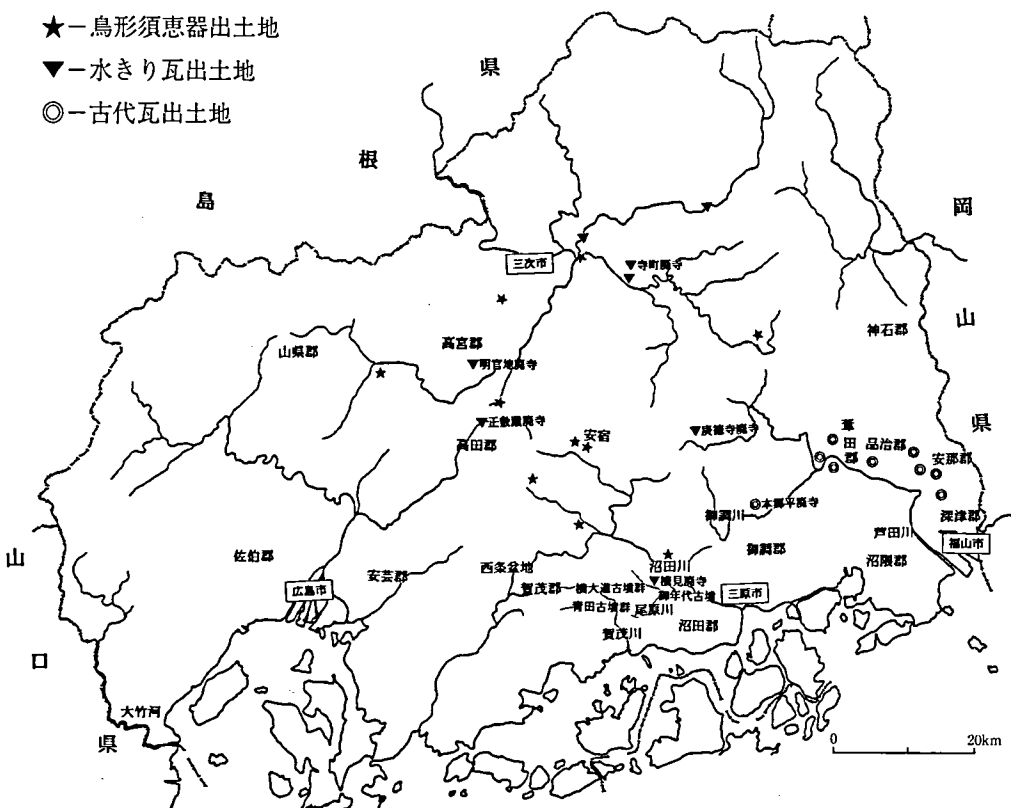 ★－鳥形須恵器出土地
▼－水きり瓦出土地
◎－古代瓦出土地
県
根
島
岡
山
県
三次市
▼寺町廃寺
神石郡
山県郡
高宮郡
▼明官地廃寺
▼正敷殿廃寺
高田郡
安宿
▼廃徳寺廃寺
葦田郡
品治郡
安那郡
◎本郷平廃寺
御調川
深津郡
芦田川
福山市
佐伯郡
安芸郡
西条盆地
沼田川
御調郡
沼隈郡
広島市
賀茂郡
横大道古墳群
▼横見廃寺
御年代古墳
三原市
青田古墳群
尾原川
沼田郡
賀茂川
山
口
県
大竹河
0
20km